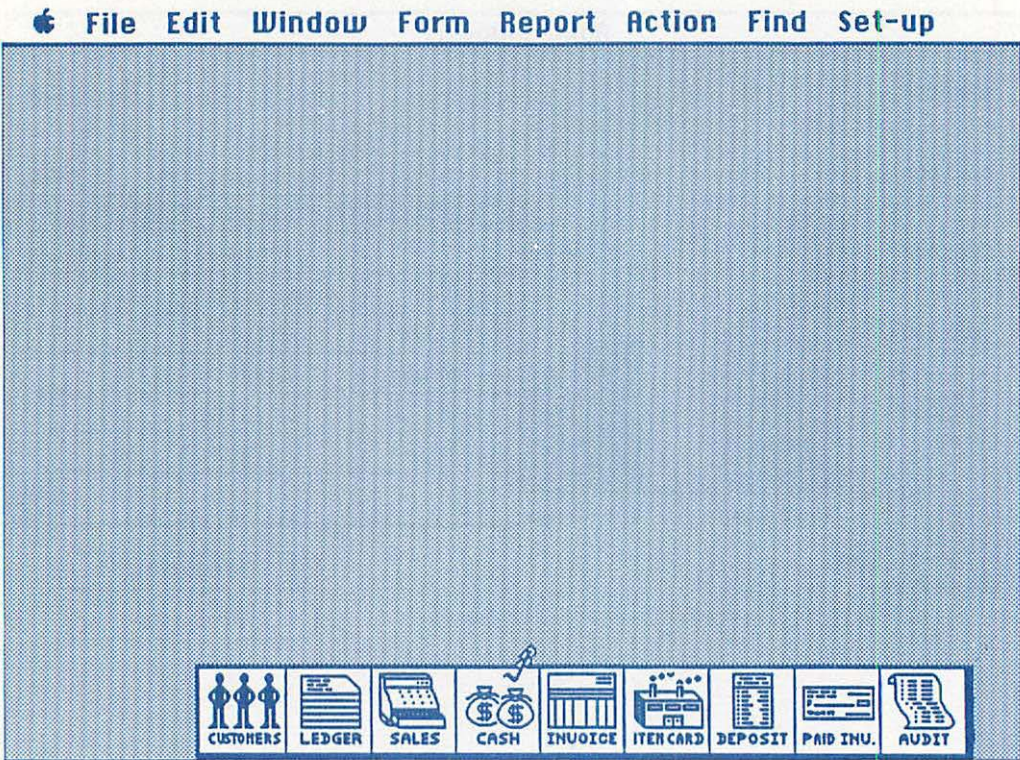 File Edit Window Form Report Action Find Set-up
$ $
CUSTOMERS LEDGER SALES CASH INVOICE ITEM CARD DEPOSIT PAID INV. AUDIT